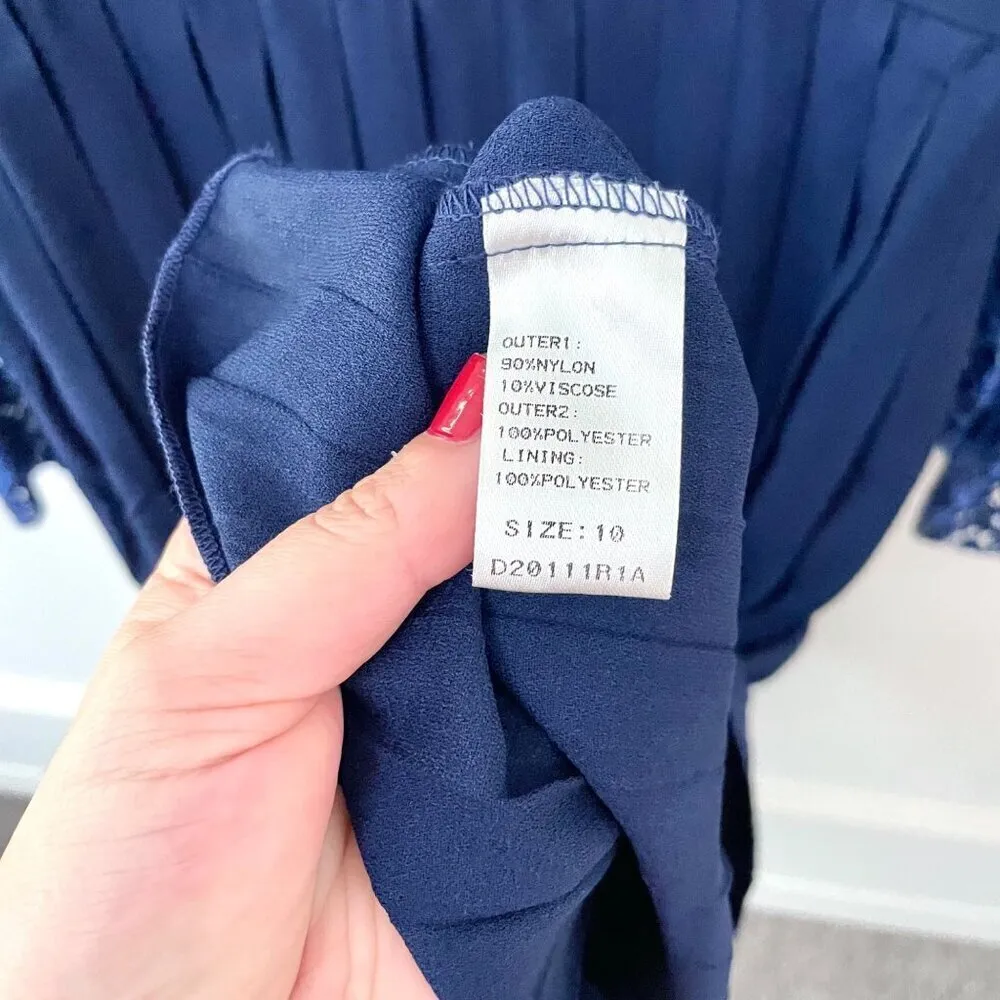 OUTER1:
90%NYLON
10%VISCOSE
OUTER2:
100%POLYESTER
LINING:
100%POLYESTER
SIZE:10
D20111R1A